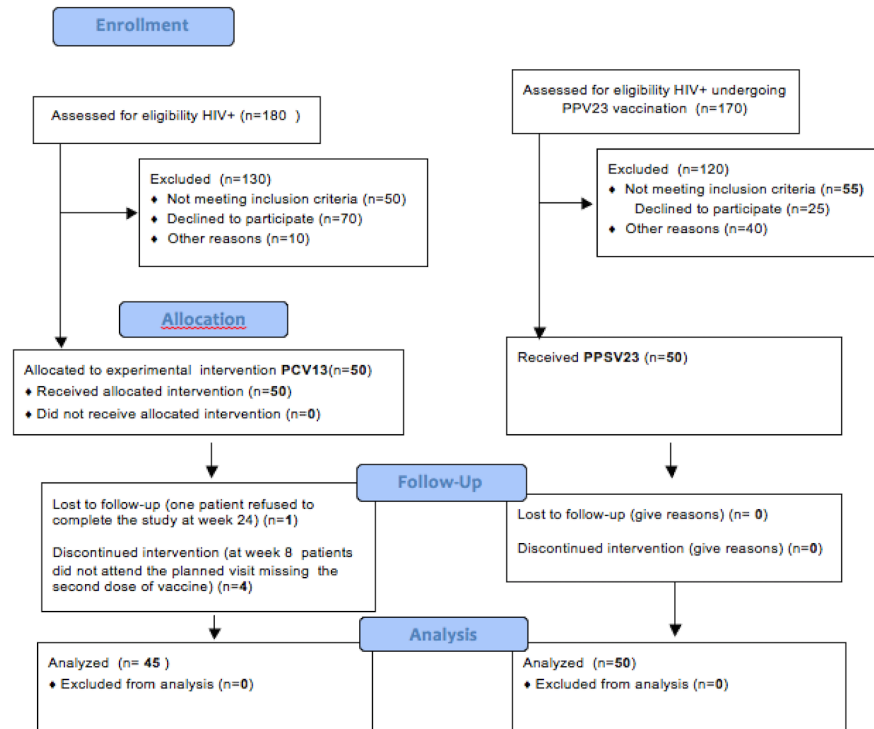 Enrollment
Assessed for eligibility HIV+ (n=180 )
Excluded (n=130)
♦ Not meeting inclusion criteria (n=50)
♦ Declined to participate (n=70)
♦ Other reasons (n=10)
Assessed for eligibility HIV+ undergoing
PPV23 vaccination (n=170)
Excluded (n=120)
♦ Not meeting inclusion criteria (n=55)
Declined to participate (n=25)
♦ Other reasons (n=40)
Allocation
Allocated to experimental intervention PCV13(n=50)
♦ Received allocated intervention (n=50)
♦ Did not receive allocated intervention (n=0)
Received PPSV23 (n=50)
Follow-Up
Lost to follow-up (one patient refused to
complete the study at week 24) (n=1)
Discontinued intervention (at week 8 patients
did not attend the planned visit missing the
second dose of vaccine) (n=4)
Lost to follow-up (give reasons) (n= 0)
Discontinued intervention (give reasons) (n=0)
Analysis
Analyzed (n= 45 )
♦ Excluded from analysis (n=0)
Analyzed (n=50)
♦ Excluded from analysis (n=0)